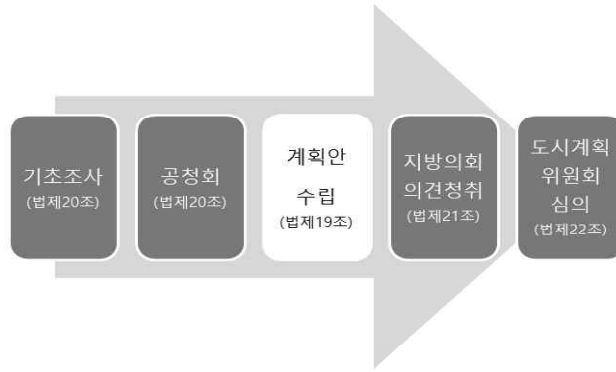 기초조사
(법제20조)
공청회
(법제20조)
계획안
수립
(법제19조)
지방의회
의견청취
(법제21조)
도시계획
위원회
심의
(법제22조)